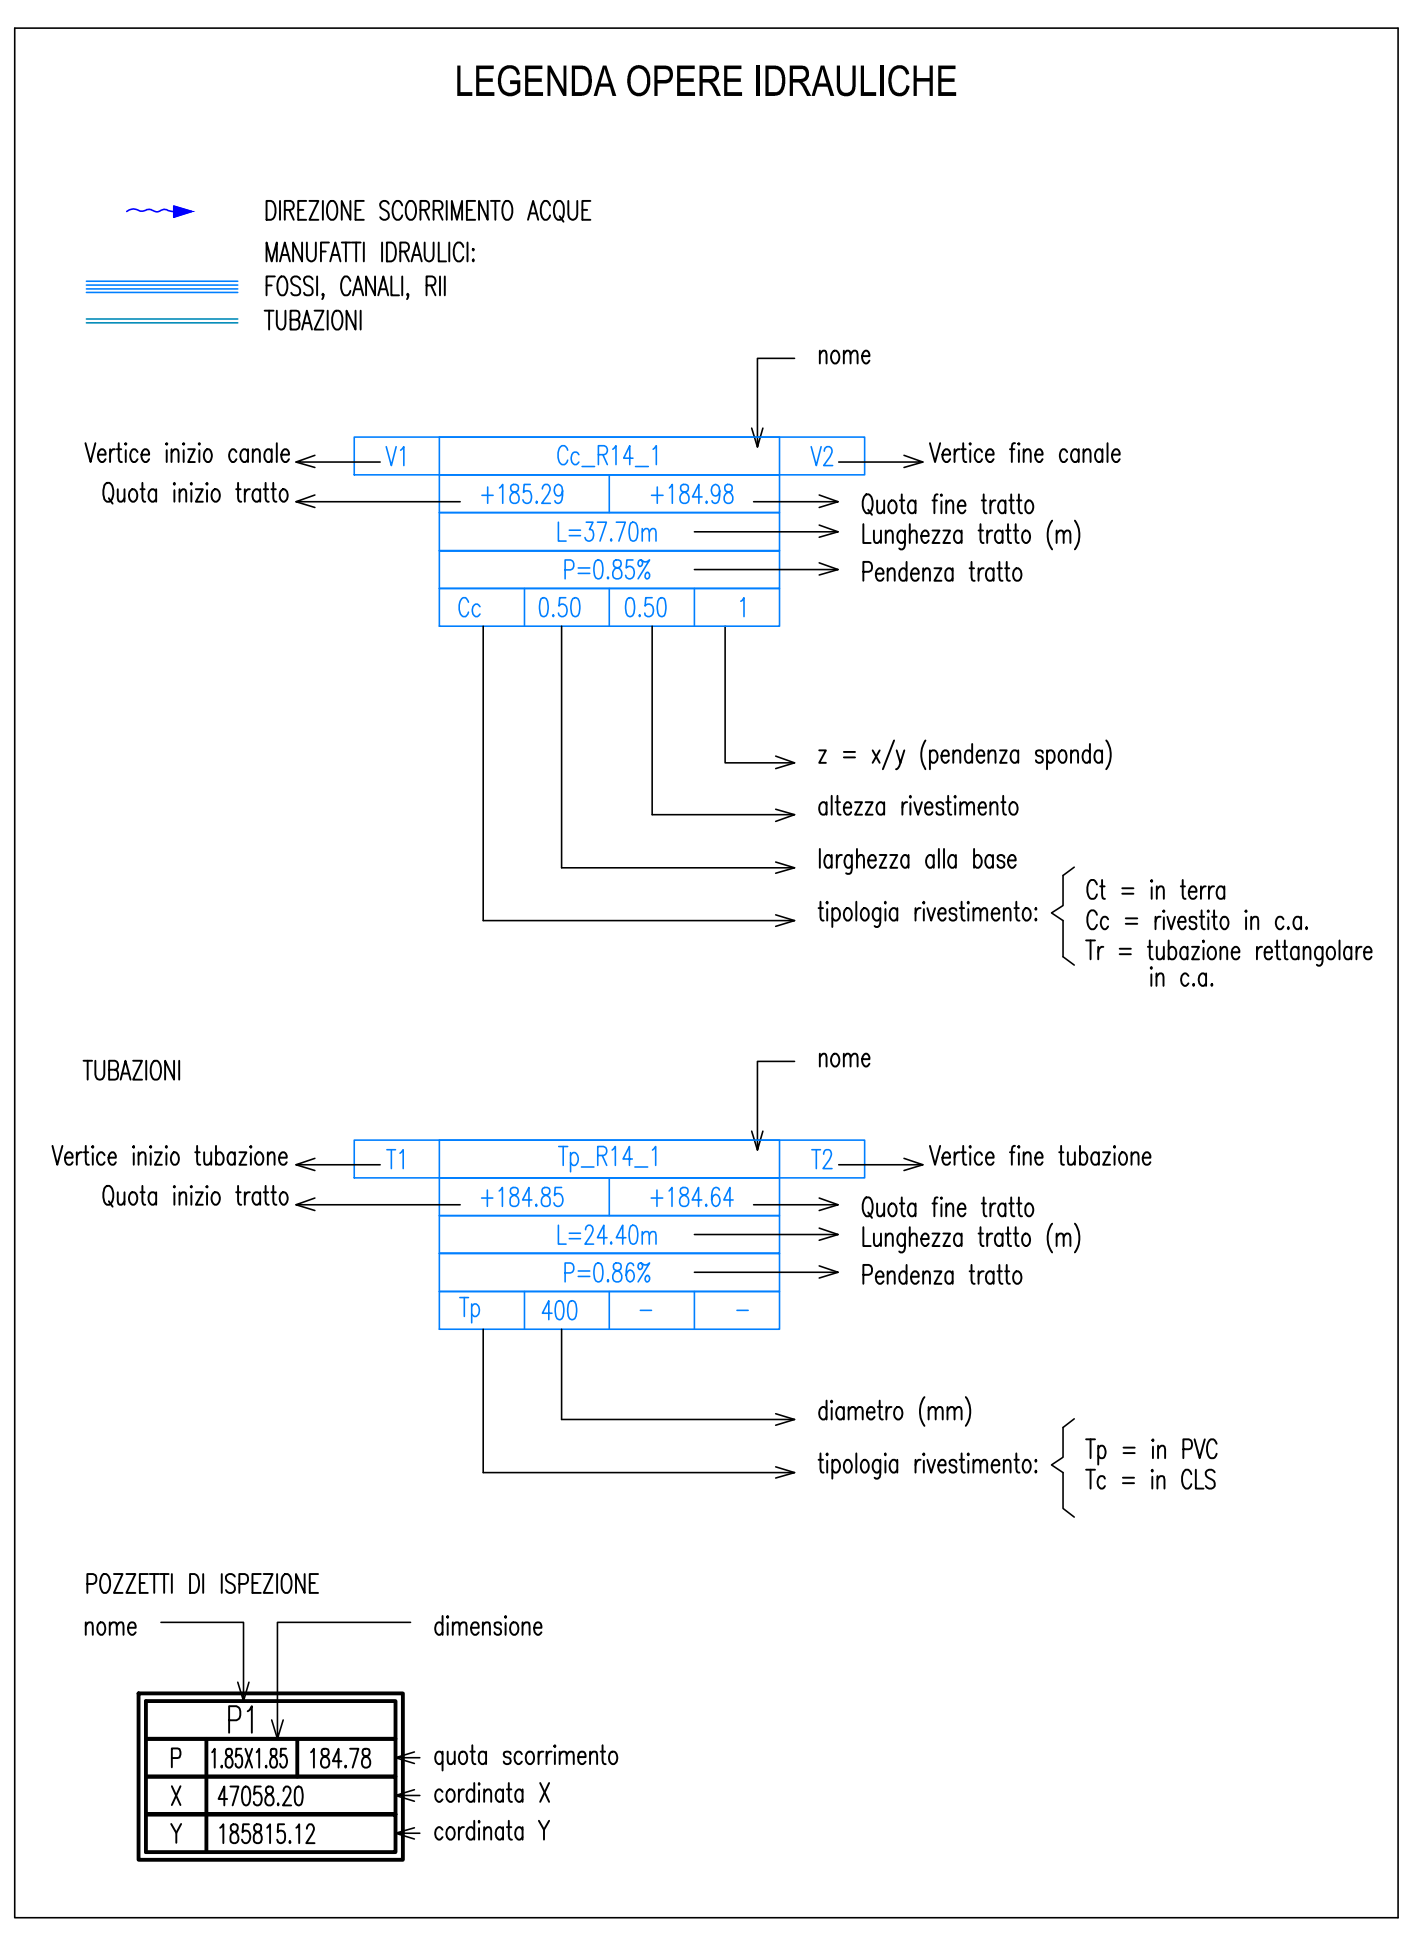 LEGENDA OPERE IDRAULICHE
DIREZIONE SCORRIMENTO ACQUE
MANUFATTI IDRAULICI:
FOSSI, CANALI, RII
TUBAZIONI
nome
Vertice inizio canale
V1
Cc_R14_1
V2
Vertice fine canale
Quota inizio tratto
+185.29
+184.98
Quota fine tratto
L=37.70m
Lunghezza tratto (m)
P=0.85%
Pendenza tratto
Cc
0.50
0.50
1
z = x/y (pendenza sponda)
altezza rivestimento
larghezza alla base
tipologia rivestimento:
Ct = in terra
Cc = rivestito in c.a.
Tr = tubazione rettangolare
in c.a.
TUBAZIONI
nome
Vertice inizio tubazione
T1
Tp_R14_1
T2
Vertice fine tubazione
Quota inizio tratto
+184.85
+184.64
Quota fine tratto
L=24.40m
Lunghezza tratto (m)
P=0.86%
Pendenza tratto
Tp
400
-
-
diametro (mm)
tipologia rivestimento:
Tp = in PVC
Tc = in CLS
POZZETTI DI ISPEZIONE
nome
dimensione
P1
P
1.85X1.85
184.78
quota scorrimento
X
47058.20
cordinata X
Y
185815.12
cordinata Y